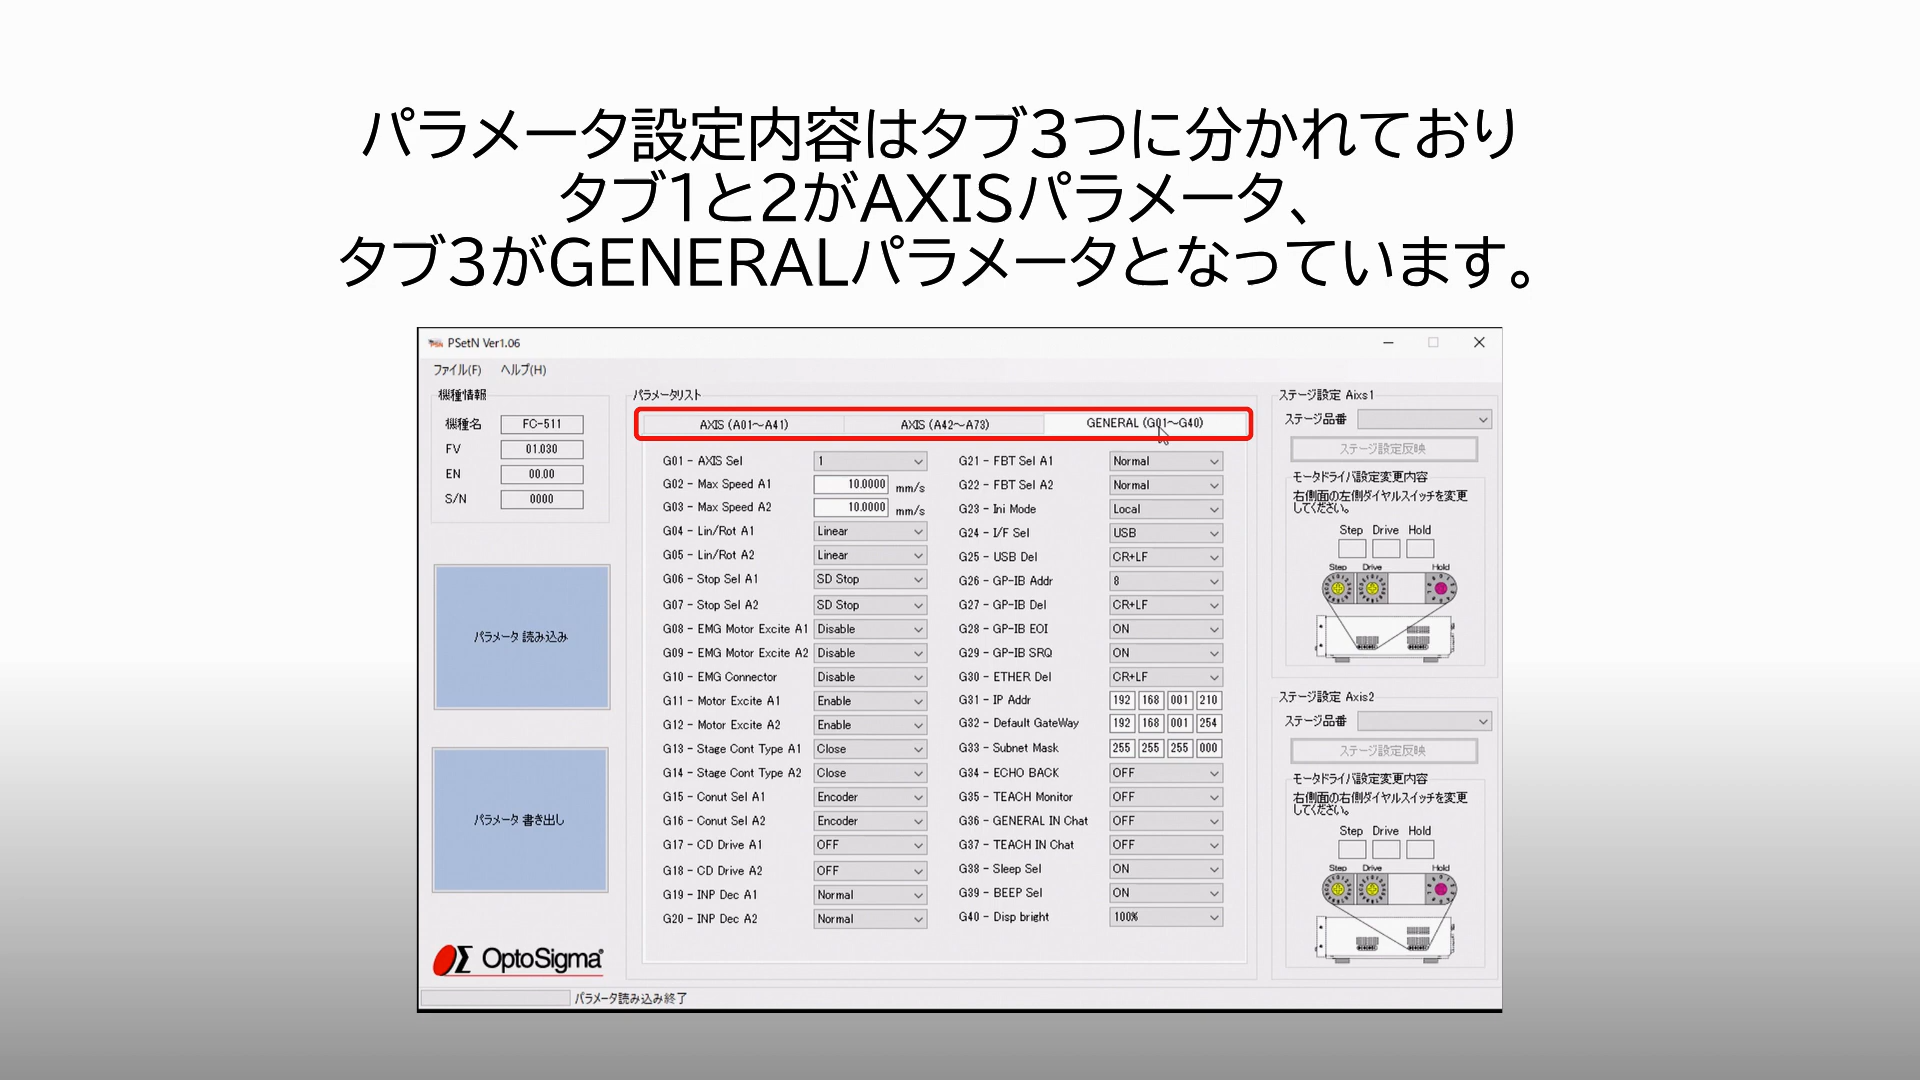 パラメータ設定内容はタブ3つに分かれており
タブ1と2がAXISパラメータ、
タブ3がGENERALパラメータとなっています。
PSetN Ver1.06
ファイル(F) ヘルプ(H)
機種情報
機種名 FC-511
FV 01.030
EN 00.00
S/N 0000
パラメータ 読み込み
パラメータ 書き出し
OptoSigma
パラメータリスト
AXIS (A01～A41) AXIS (A42～A73) GENERAL (G01～G40)
G01 - AXIS Sel 1
G02 - Max Speed A1 10.0000 mm/s
G03 - Max Speed A2 10.0000 mm/s
G04 - Lin/Rot A1 Linear
G05 - Lin/Rot A2 Linear
G06 - Stop Sel A1 SD Stop
G07 - Stop Sel A2 SD Stop
G08 - EMG Motor Excite A1 Disable
G09 - EMG Motor Excite A2 Disable
G10 - EMG Connector Disable
G11 - Motor Excite A1 Enable
G12 - Motor Excite A2 Enable
G13 - Stage Cont Type A1 Close
G14 - Stage Cont Type A2 Close
G15 - Conut Sel A1 Encoder
G16 - Conut Sel A2 Encoder
G17 - CD Drive A1 OFF
G18 - CD Drive A2 OFF
G19 - INP Dec A1 Normal
G20 - INP Dec A2 Normal
G21 - FBT Sel A1 Normal
G22 - FBT Sel A2 Normal
G23 - Ini Mode Local
G24 - I/F Sel USB
G25 - USB Del CR+LF
G26 - GP-IB Addr 8
G27 - GP-IB Del CR+LF
G28 - GP-IB EOI ON
G29 - GP-IB SRQ ON
G30 - ETHER Del CR+LF
G31 - IP Addr 192 168 001 210
G32 - Default GateWay 192 168 001 254
G33 - Subnet Mask 255 255 255 000
G34 - ECHO BACK OFF
G35 - TEACH Monitor OFF
G36 - GENERAL IN Chat OFF
G37 - TEACH IN Chat OFF
G38 - Sleep Sel ON
G39 - BEEP Sel ON
G40 - Disp bright 100%
ステージ設定 Aixs1
ステージ品番
ステージ設定反映
モータドライバ設定変更内容
右側面の左側ダイヤルスイッチを変更
してください。
Step Drive Hold
Step Drive Hold
ステージ設定 Axis2
ステージ品番
ステージ設定反映
モータドライバ設定変更内容
右側面の右側ダイヤルスイッチを変更
してください。
Step Drive Hold
Step Drive Hold
パラメータ読み込み終了